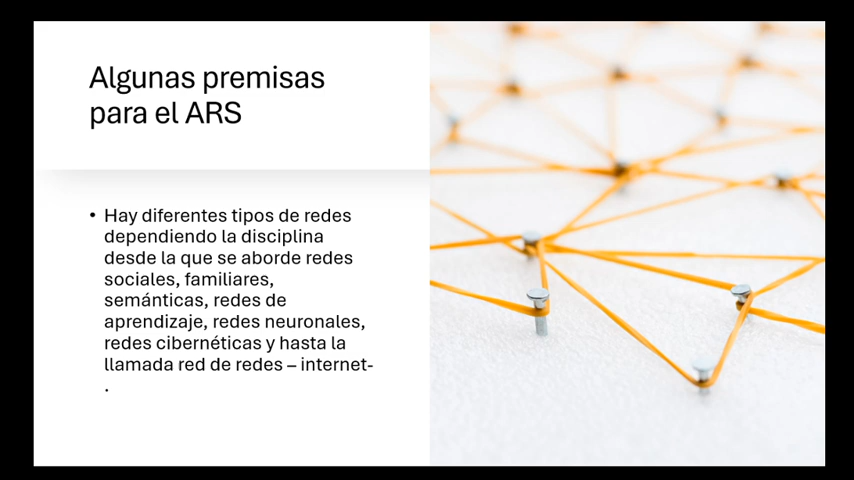 Algunas premisas
para el ARS
• Hay diferentes tipos de redes
dependiendo la disciplina
desde la que se aborde redes
sociales, familiares,
semánticas, redes de
aprendizaje, redes neuronales,
redes cibernéticas y hasta la
llamada red de redes – internet-
.